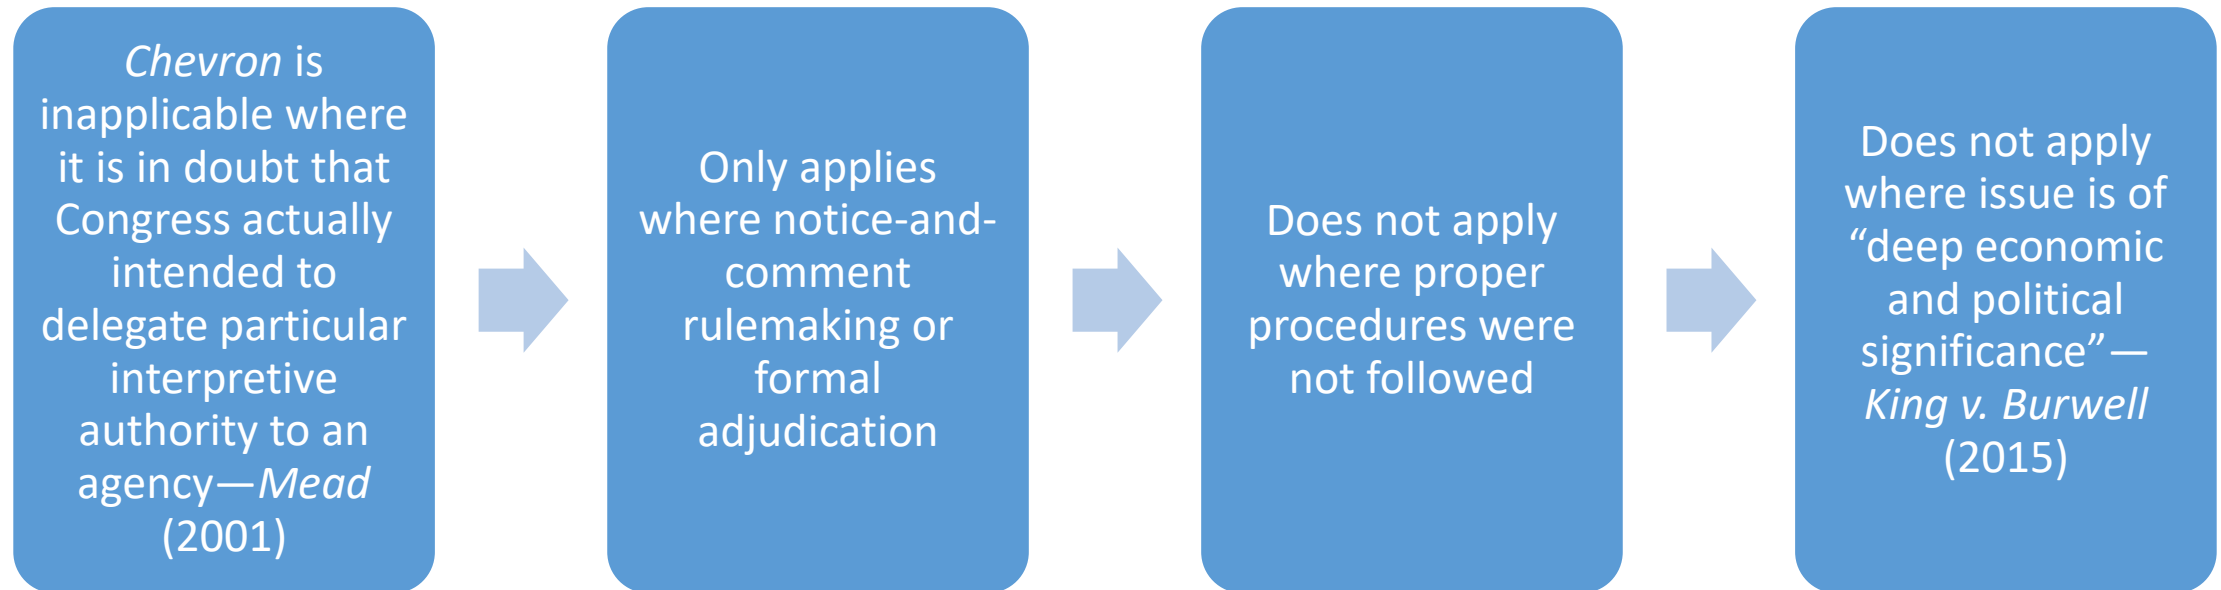 Chevron is
inapplicable where
it is in doubt that
Congress actually
intended to
delegate particular
interpretive
authority to an
agency—Mead
(2001)
Only applies
where notice-and-
comment
rulemaking or
formal
adjudication
Does not apply
where proper
procedures were
not followed
Does not apply
where issue is of
“deep economic
and political
significance”—
King v. Burwell
(2015)